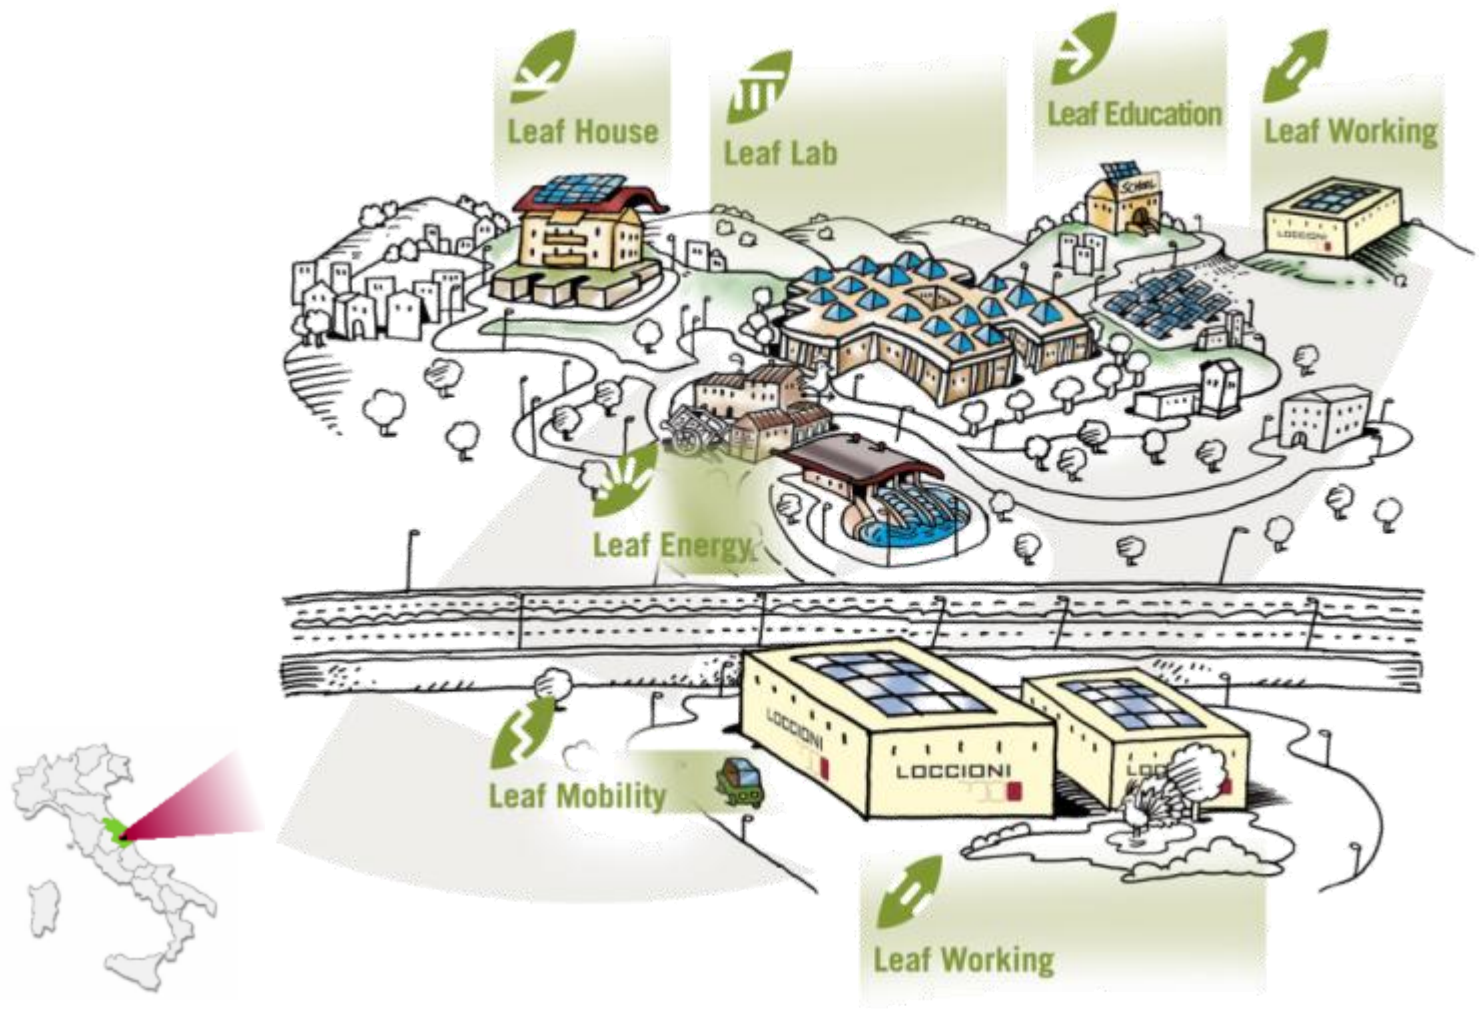 Leaf House
Leaf Lab
Leaf Education
Leaf Working
SCHOOL
LOCCIONI
Leaf Energy
LOCCIONI
LOCCIONI
Leaf Mobility
Leaf Working